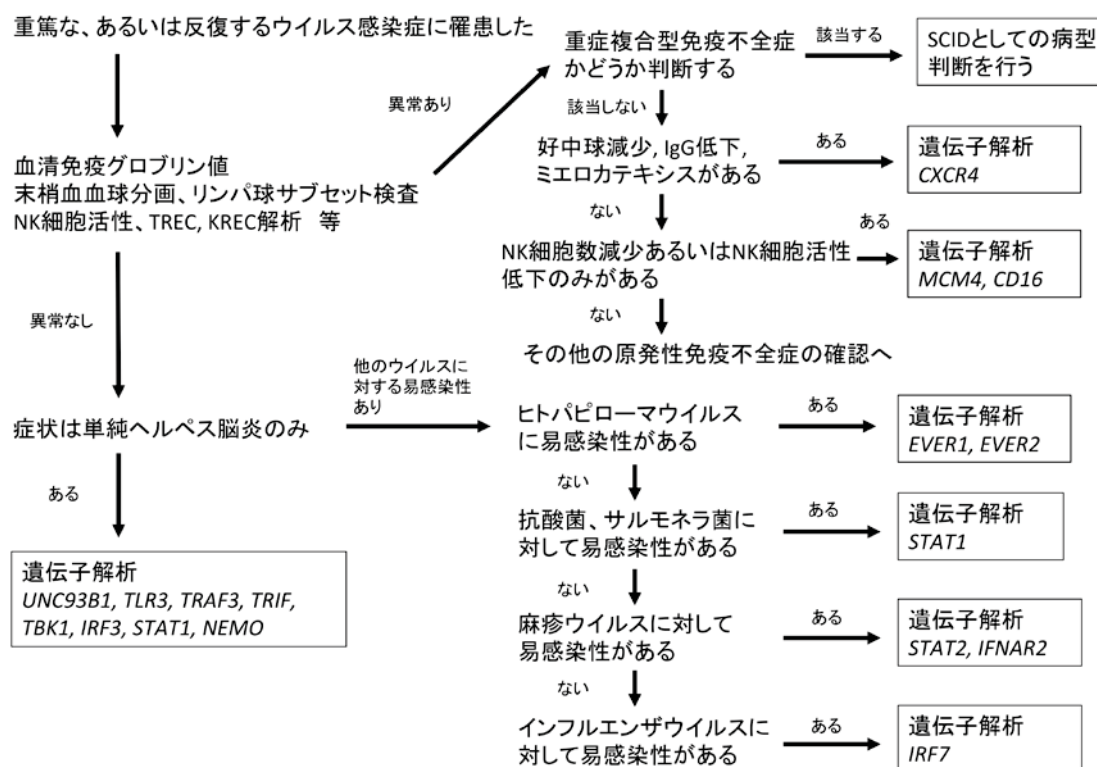 重篤な、あるいは反復するウイルス感染症に罹患した
異常あり
重症複合型免疫不全症
かどうか判断する
該当する
SCIDとしての病型
判断を行う
該当しない
血清免疫グロブリン値
末梢血血球分画、リンパ球サブセット検査
NK細胞活性、TREC, KREC解析 等
好中球減少, IgG低下,
ミエロカテキシスがある
ある
遺伝子解析
CXCR4
ない
NK細胞数減少あるいはNK細胞活性
低下のみがある
ある
遺伝子解析
MCM4, CD16
ない
その他の原発性免疫不全症の確認へ
異常なし
症状は単純ヘルペス脳炎のみ
他のウイルスに
対する易感染性
あり
ある
遺伝子解析
UNC93B1, TLR3, TRAF3, TRIF,
TBK1, IRF3, STAT1, NEMO
ヒトパピローマウイルス
に易感染性がある
ある
遺伝子解析
EVER1, EVER2
ない
抗酸菌、サルモネラ菌に
対して易感染性がある
ある
遺伝子解析
STAT1
ない
麻疹ウイルスに対して
易感染性がある
ある
遺伝子解析
STAT2, IFNAR2
ない
インフルエンザウイルスに
対して易感染性がある
ある
遺伝子解析
IRF7